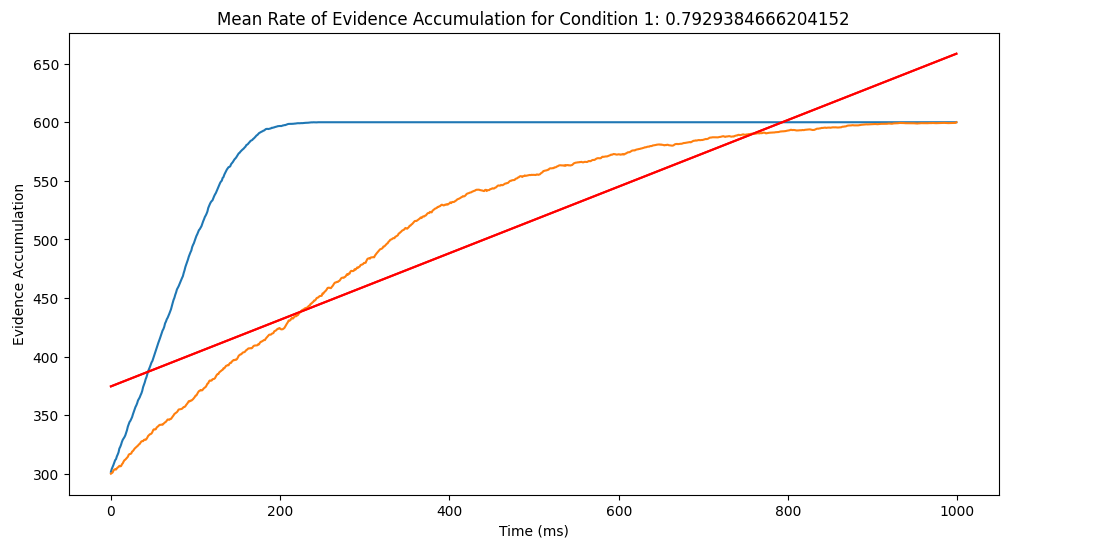 Mean Rate of Evidence Accumulation for Condition 1: 0.7929384666204152
650
600
550
500
450
400
350
300
Evidence Accumulation
0 200 400 600 800 1000
Time (ms)